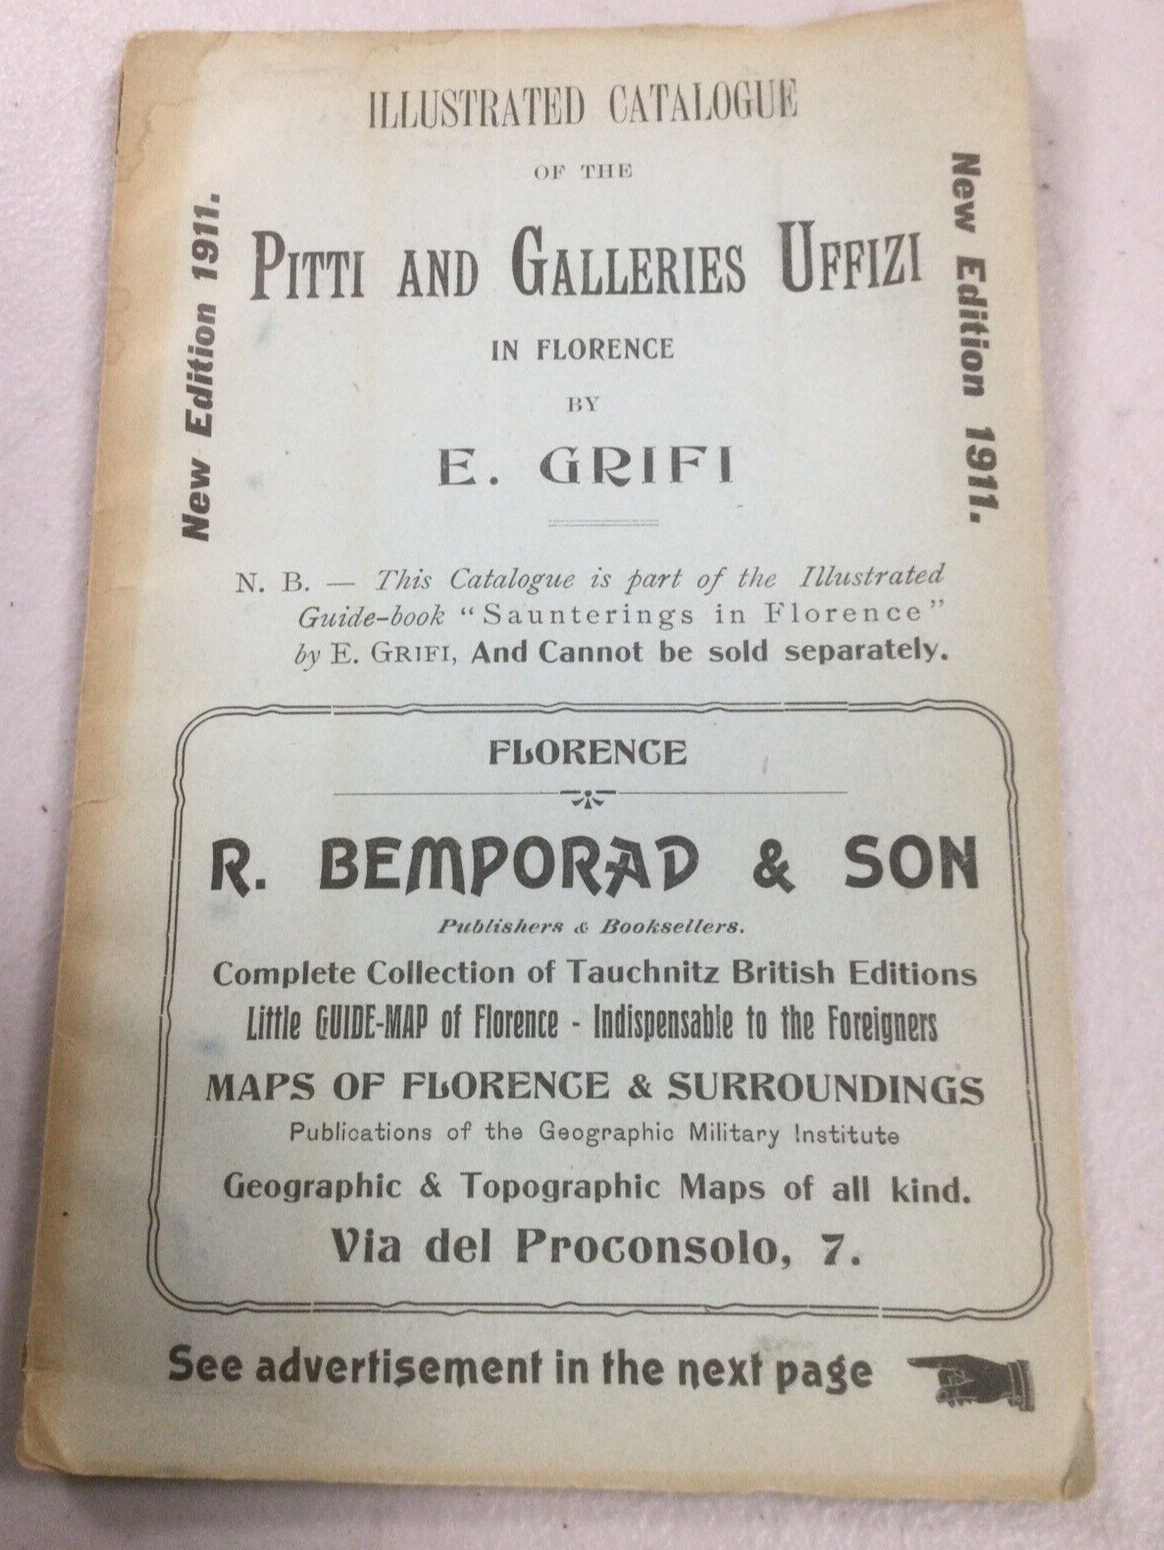 ILLUSTRATED CATALOGUE
OF THE
PITTI AND GALLERIES UFFIZI
IN FLORENCE
BY
E. GRIFI
New Edition 1911.
New Edition 1911.
N. B. — This Catalogue is part of the Illustrated
Guide-book "Saunterings in Florence"
by E. GRIFI, And Cannot be sold separately.
FLORENCE
R. BEMPORAD & SON
Publishers & Booksellers.
Complete Collection of Tauchnitz British Editions
Little GUIDE-MAP of Florence - Indispensable to the Foreigners
MAPS OF FLORENCE & SURROUNDINGS
Publications of the Geographic Military Institute
Geographic & Topographic Maps of all kind.
Via del Proconsolo, 7.
See advertisement in the next page